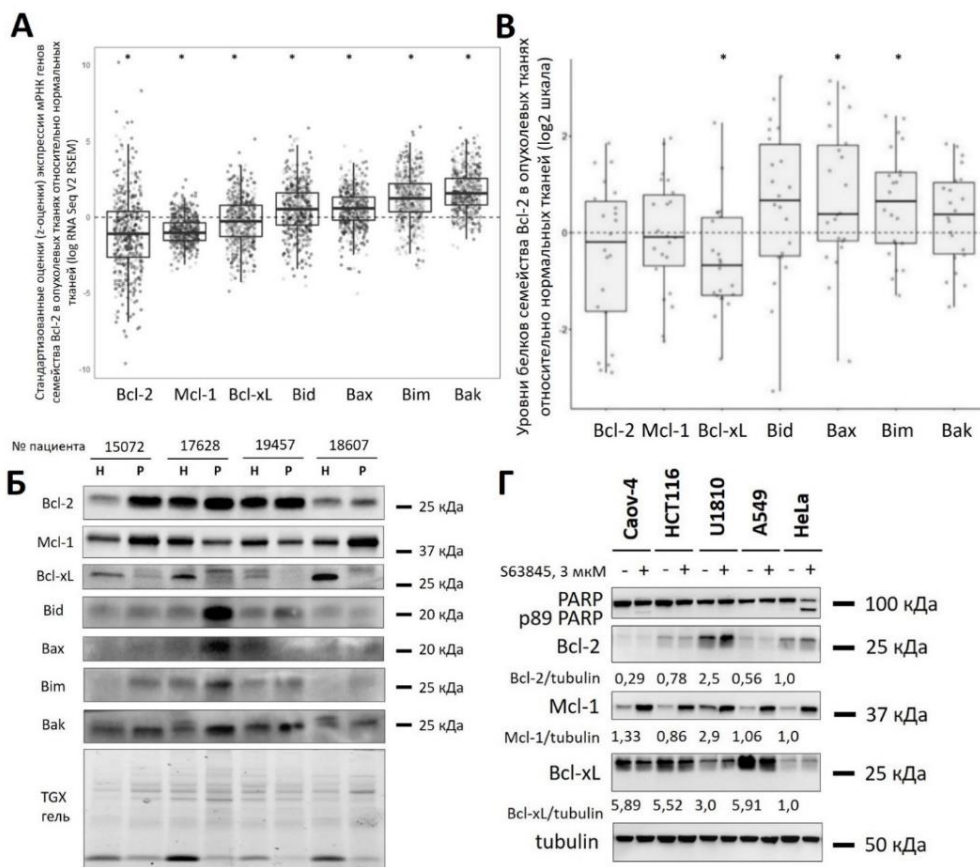 А
Стандартизованные оценки (z-оценки) экспрессии мРНК генов
семейства Bcl-2 в опухолевых тканях относительно нормальных
тканей (log RNA Seq V2 RSEM)
* * * * * * *
10
5
0
-5
-10
Bcl-2 Mcl-1 Bcl-xL Bid Bax Bim Bak
В
Уровни белков семейства Bcl-2 в опухолевых тканях
относительно нормальных тканей (log2 шкала)
* * *
2
0
-2
Bcl-2 Mcl-1 Bcl-xL Bid Bax Bim Bak
Б
№ пациента 15072 17628 19457 18607
Н Р Н Р Н Р Н Р
Bcl-2 25 кДа
Mcl-1 37 кДа
Bcl-xL 25 кДа
Bid 20 кДа
Bax 20 кДа
Bim 25 кДа
Bak 25 кДа
TGX
гель
Г
Caov-4 HCT116 U1810 A549 HeLa
S63845, 3 мкМ - + - + - + - + - +
PARP 100 кДа
p89 PARP
Bcl-2 25 кДа
Bcl-2/tubulin 0,29 0,78 2,5 0,56 1,0
Mcl-1 37 кДа
Mcl-1/tubulin 1,33 0,86 2,9 1,06 1,0
Bcl-xL 25 кДа
Bcl-xL/tubulin 5,89 5,52 3,0 5,91 1,0
tubulin 50 кДа